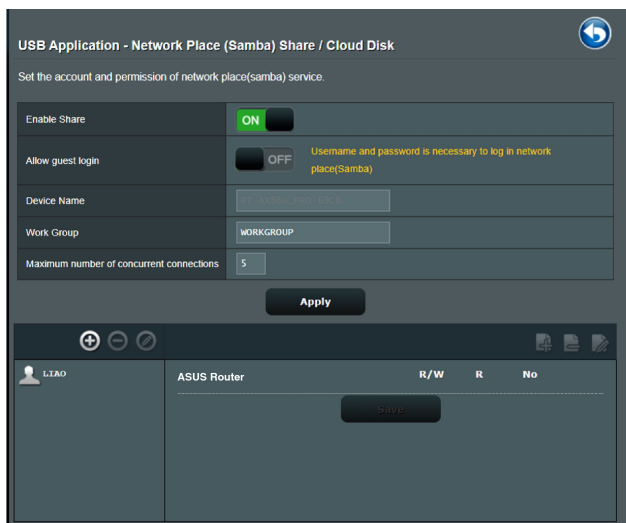 USB Application - Network Place (Samba) Share / Cloud Disk
Set the account and permission of network place(samba) service.
Enable Share
ON
Allow guest login
OFF
Username and password is necessary to log in network
place(Samba)
Device Name
Work Group
WORKGROUP
Maximum number of concurrent connections
5
Apply
LIAO
ASUS Router
R/W
R
No
Save